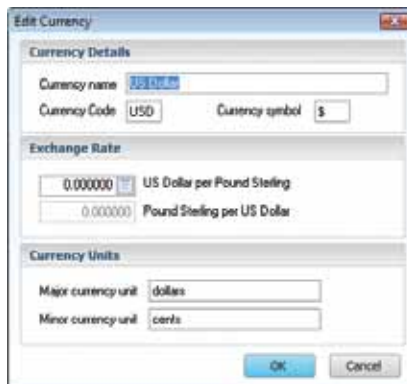 Edit Currency
Currency Details
Currency name US Dollar
Currency Code USD Currency symbol $
Exchange Rate
0.000000 US Dollar per Pound Sterling
0.000000 Pound Sterling per US Dollar
Currency Units
Major currency unit dollars
Minor currency unit cents
OK Cancel